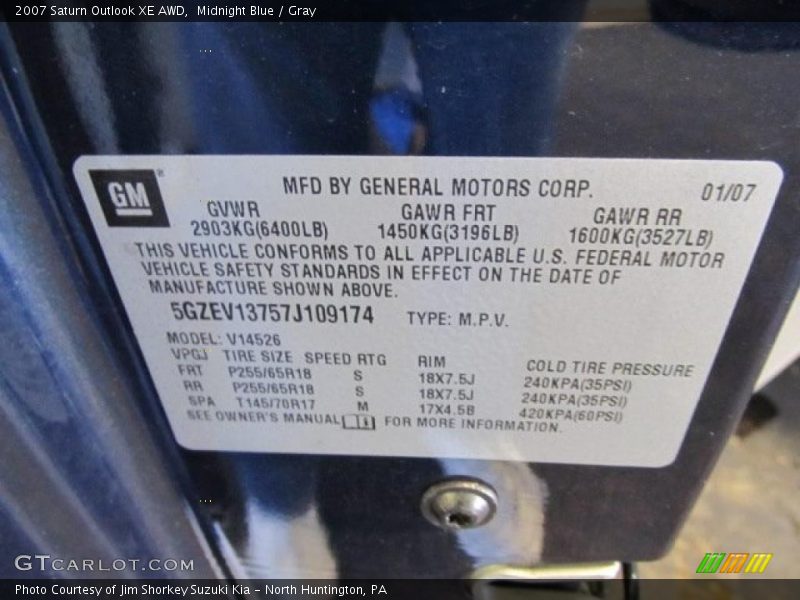 2007 Saturn Outlook XE AWD,  Midnight Blue / Gray
GM
MFD BY GENERAL MOTORS CORP. 01/07
GVWR GAWR FRT GAWR RR
2903KG(6400LB) 1450KG(3196LB) 1600KG(3527LB)
THIS VEHICLE CONFORMS TO ALL APPLICABLE U.S. FEDERAL MOTOR
VEHICLE SAFETY STANDARDS IN EFFECT ON THE DATE OF
MANUFACTURE SHOWN ABOVE.
5GZEV13757J109174 TYPE: M.P.V.
MODEL: V14526
VPGJ TIRE SIZE SPEED RTG RIM COLD TIRE PRESSURE
FRT P255/65R18 S 18X7.5J 240KPA(35PSI)
RR P255/65R18 S 18X7.5J 240KPA(35PSI)
SPA T145/70R17 M 17X4.5B 420KPA(60PSI)
SEE OWNER'S MANUAL FOR MORE INFORMATION.
GTCARLOT.COM
Photo Courtesy of Jim Shorkey Suzuki Kia – North Huntington, PA